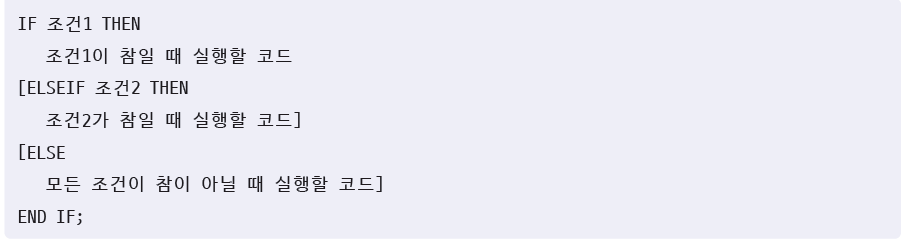 IF 조건1 THEN
조건1이 참일 때 실행할 코드
[ELSEIF 조건2 THEN
조건2가 참일 때 실행할 코드]
[ELSE
모든 조건이 참이 아닐 때 실행할 코드]
END IF;